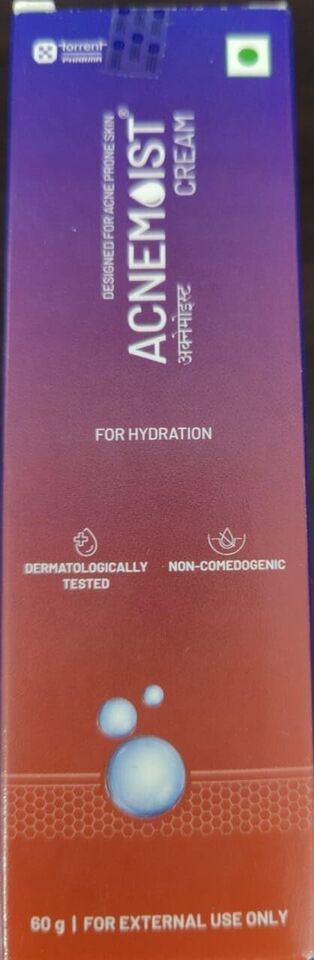 torrent
PHARMA
DESIGNED FOR ACNE PRONE SKIN
ACNEMOIST®
CREAM
अक्नेमोइस्ट
FOR HYDRATION
DERMATOLOGICALLY
TESTED
NON-COMEDOGENIC
60 g | FOR EXTERNAL USE ONLY